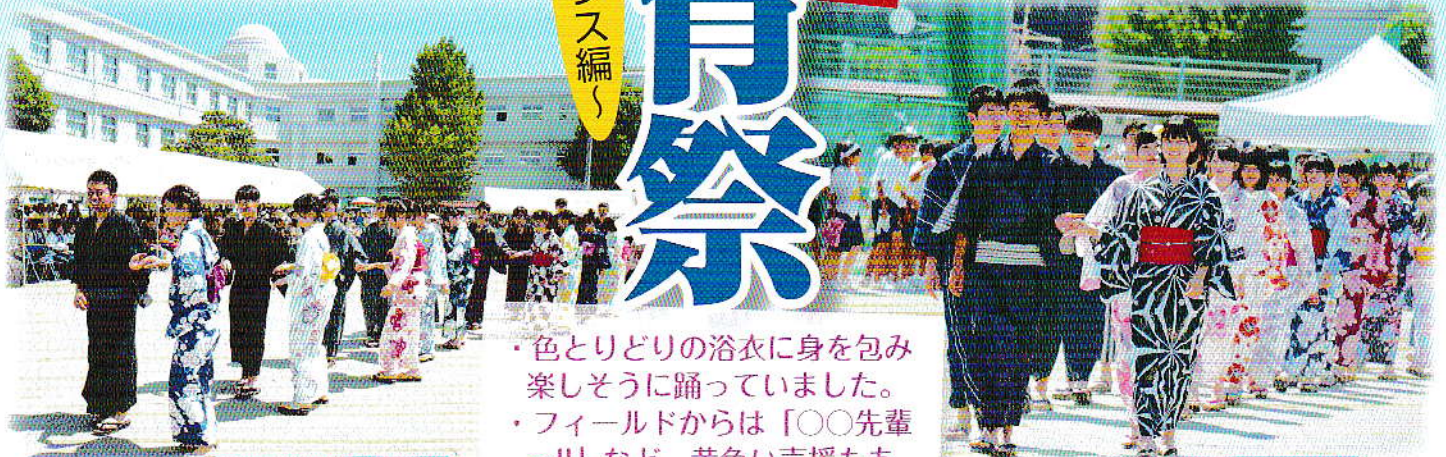 ス編〜
育祭
・色とりどりの浴衣に身を包み
楽しそうに踊っていました。
・フィールドからは「○○先輩